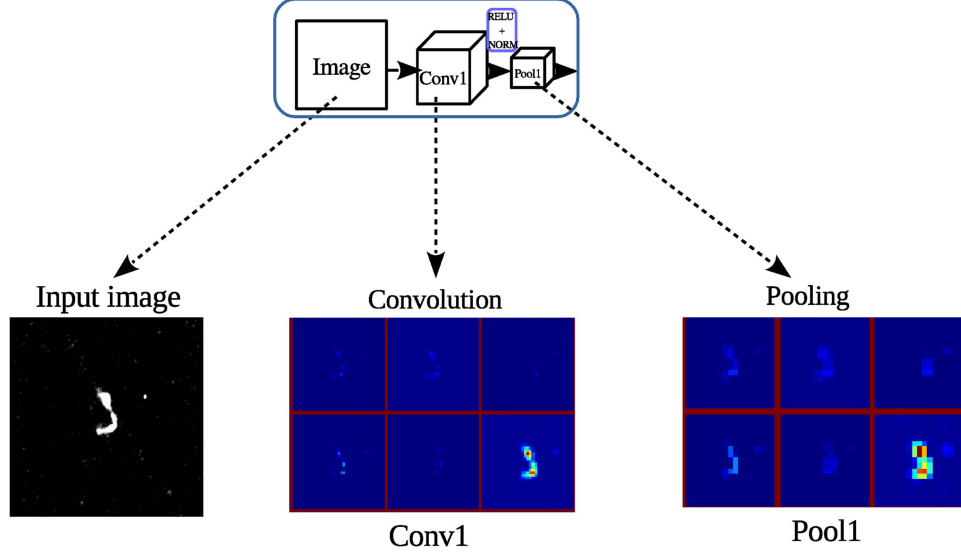 RELU
+
NORM
Image
Conv1
Pool1
Input image
Convolution
Pooling
Conv1
Pool1